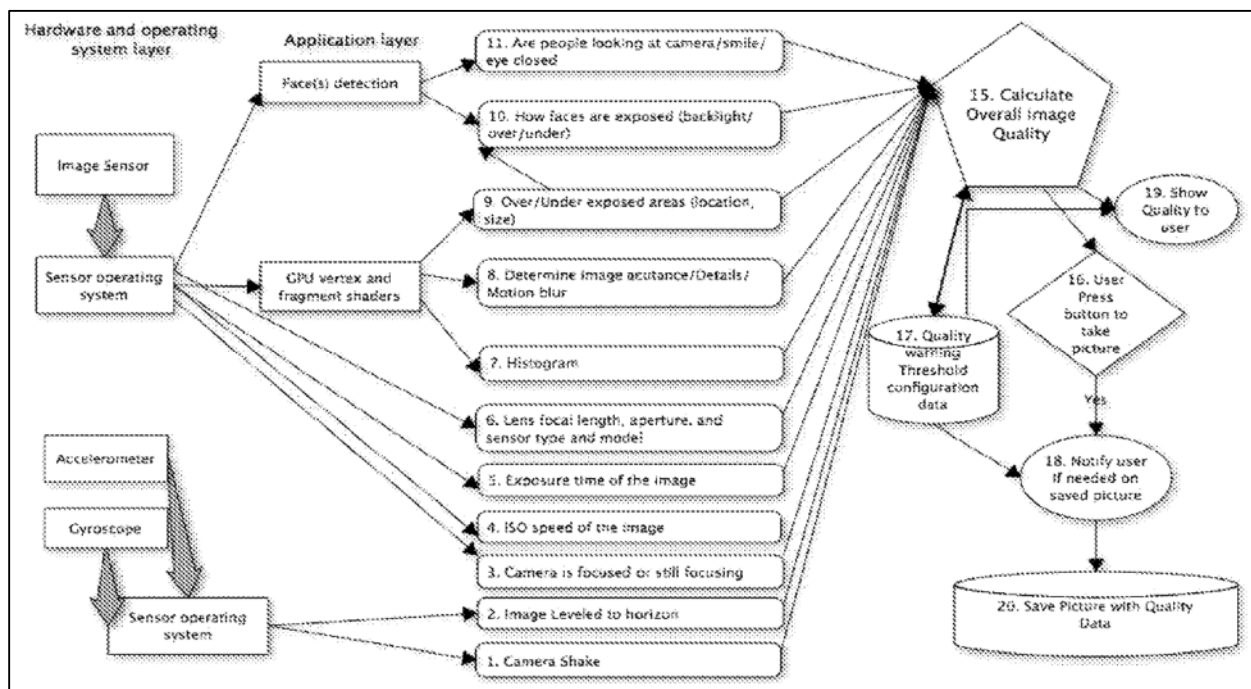 Hardware and operating
system layer
Application layer
Image Sensor
Sensor operating
system
Accelerometer
Gyroscope
Sensor operating
system
Face(s) detection
GPU vertex and
fragment shaders
11. Are people looking at camera/smile/
eye closed
10. How faces are exposed (backlight/
over/under)
9. Over/Under exposed areas (location,
size)
8. Determine image acutance/Details/
Motion blur
7. Histogram
6. Lens focal length, aperture, and
sensor type and model
5. Exposure time of the image
4. ISO speed of the image
3. Camera is focused or still focusing
2. Image Leveled to horizon
1. Camera Shake
15. Calculate
Overall Image
Quality
19. Show
Quality to
user
16. User
Press
button to
take
picture
17. Quality
warning
Threshold
configuration
data
Yes
18. Notify user
If needed on
saved picture
20. Save Picture with Quality
Data